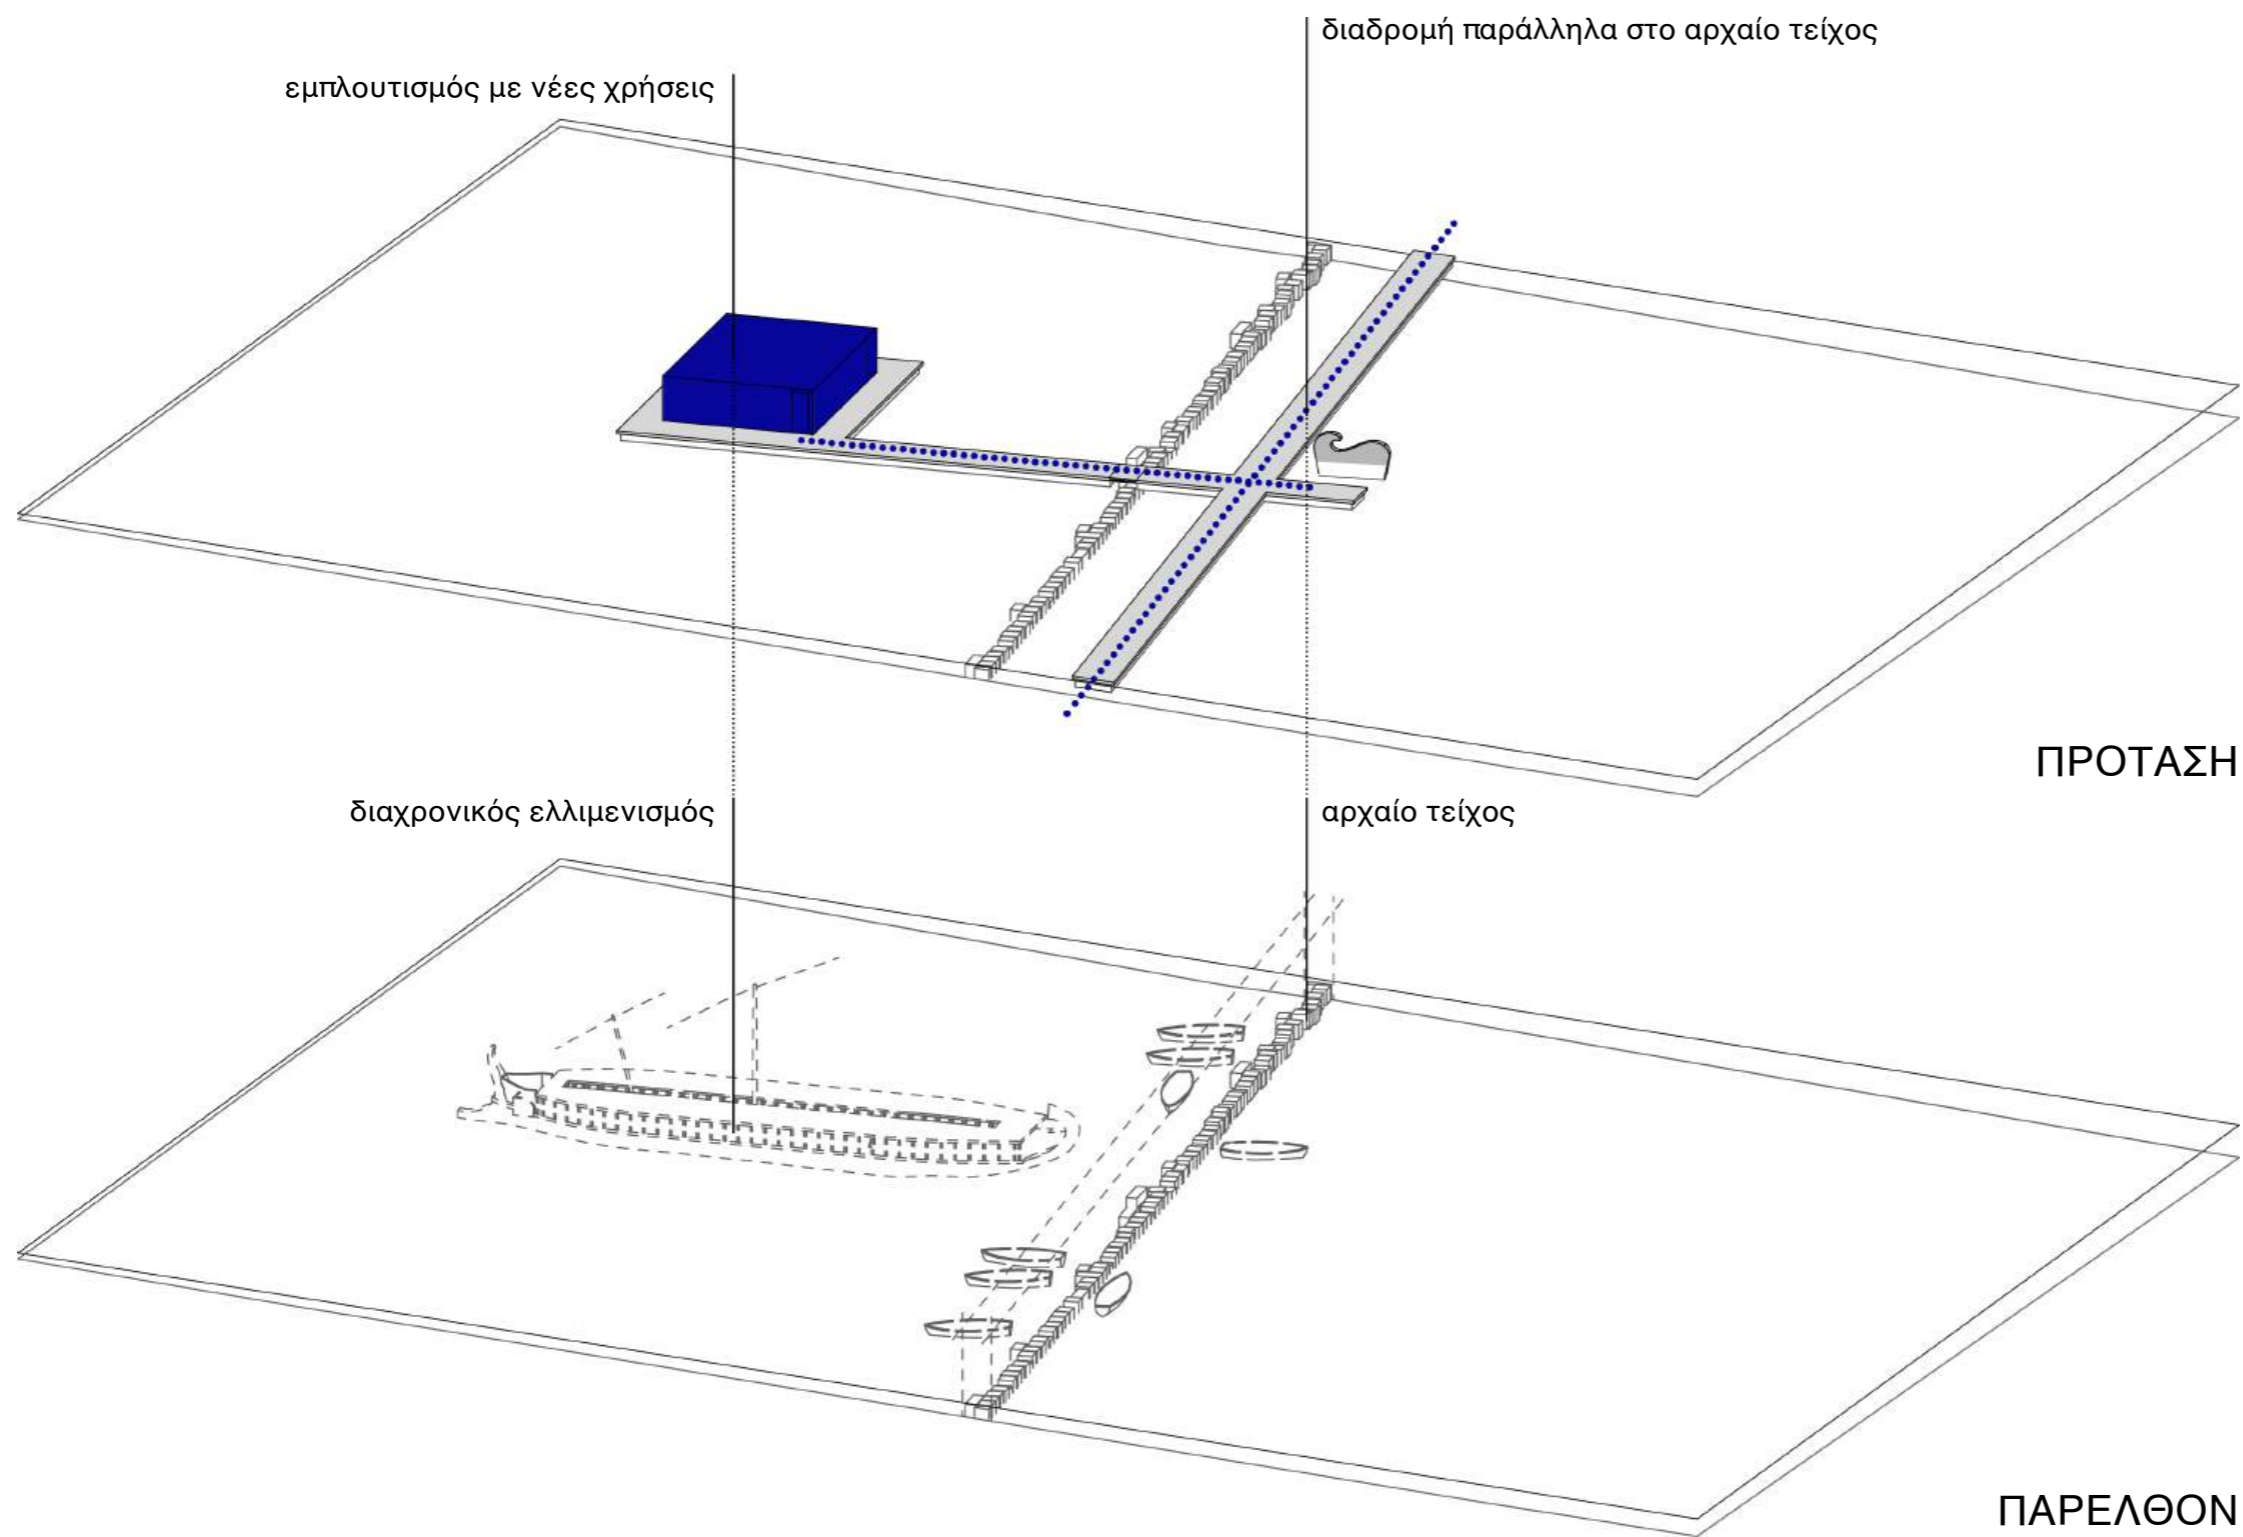 διαδρομή παράλληλα στο αρχαίο τείχος
εμπλουτισμός με νέες χρήσεις
ΠΡΟΤΑΣΗ
διαχρονικός ελλιμενισμός
αρχαίο τείχος
ΠΑΡΕΛΘΟΝ